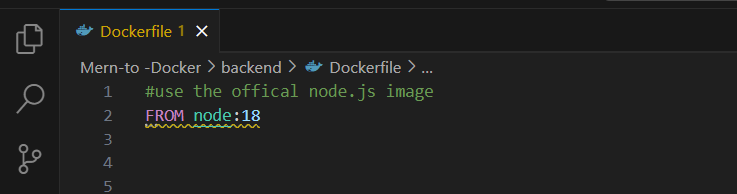 Dockerfile 1 ×
Mern-to -Docker > backend > Dockerfile > ...
1 #use the offical node.js image
2 FROM node:18
3
4
5